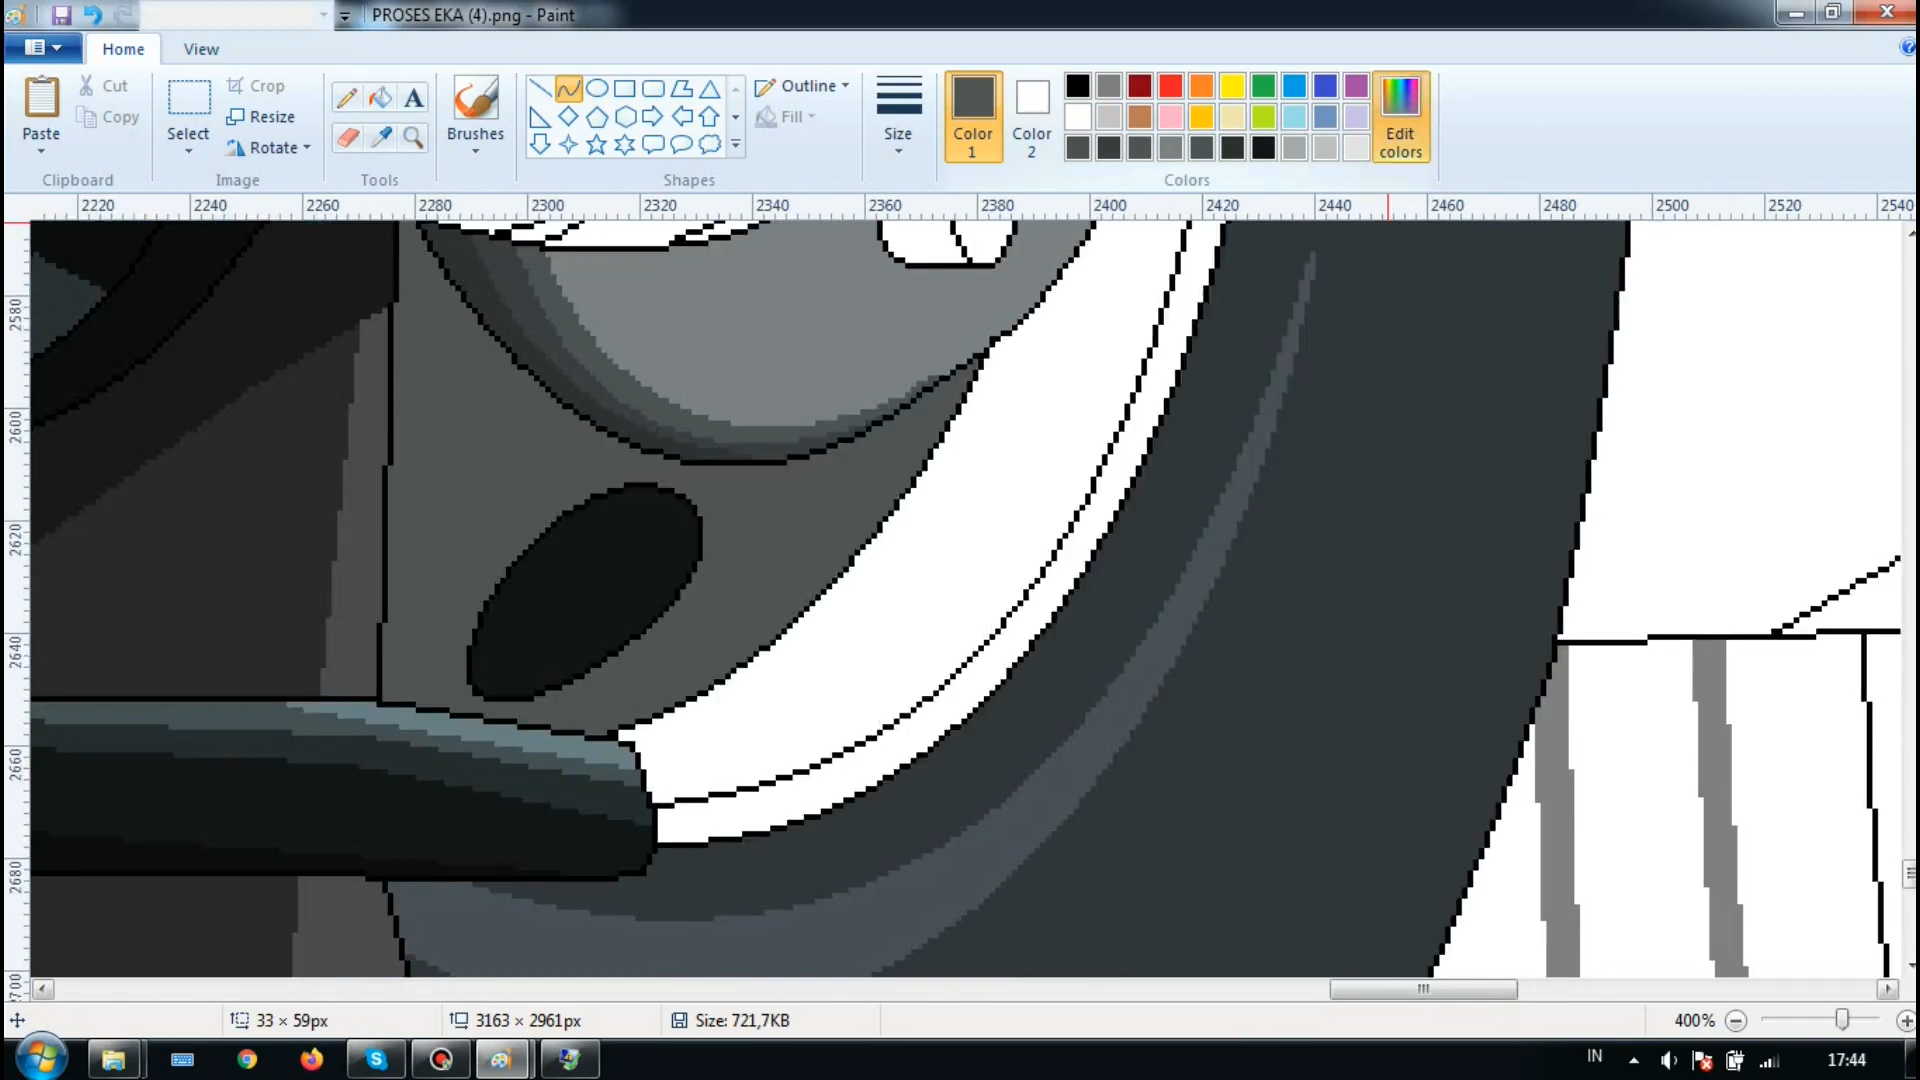 PROSES EKA (4).png - Paint
Home
View
Paste
Cut
Copy
Clipboard
Select
Crop
Resize
Rotate
Image
A
Tools
Brushes
Shapes
Outline
Fill
Size
Color 1
Color 2
Edit colors
Colors
2220 2240 2260 2280 2300 2320 2340 2360 2380 2400 2420 2440 2460 2480 2500 2520 2540
2580
2600
2620
2640
2660
2680
2700
33 × 59px
3163 × 2961px
Size: 721,7KB
400%
IN
17:44